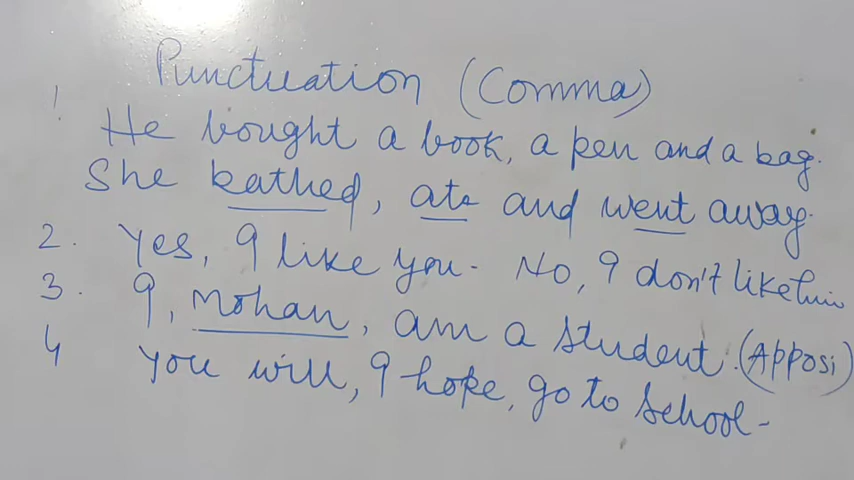 Punctuation (Comma)
1. He bought a book, a pen and a bag.
She bathed, ate and went away.
2. Yes, I like you. No, I don't like him
3. I, Mohan, am a student. (Apposi)
4 You will, I hope, go to School.